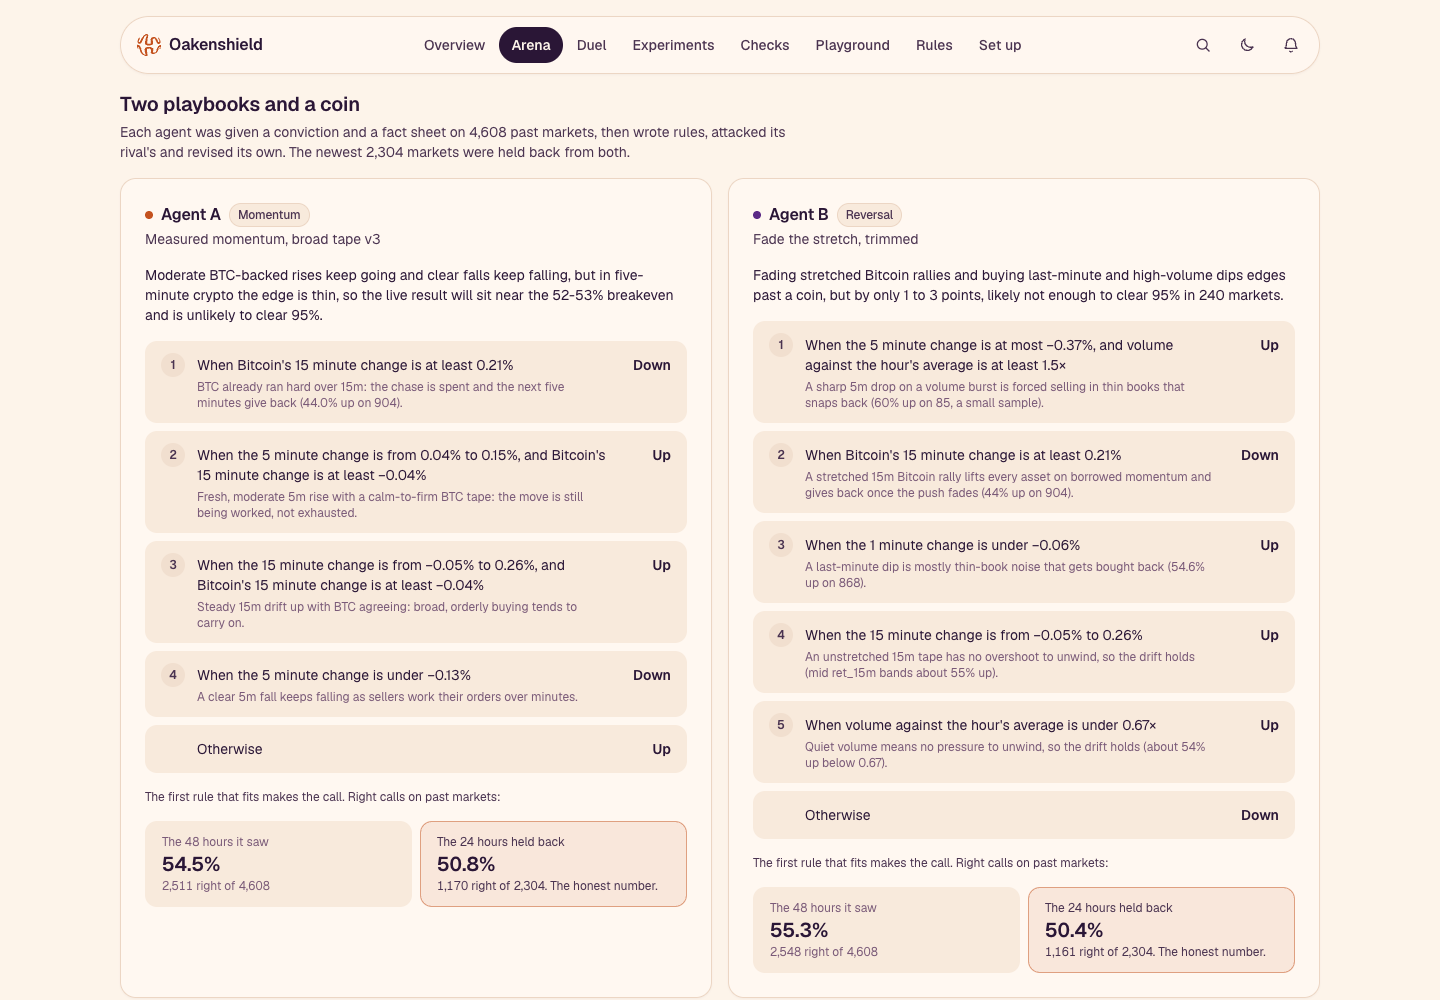 Oakenshield
Overview
Arena
Duel
Experiments
Checks
Playground
Rules
Set up
Two playbooks and a coin
Each agent was given a conviction and a fact sheet on 4,608 past markets, then wrote rules, attacked its
rival's and revised its own. The newest 2,304 markets were held back from both.
Agent A
Momentum
Measured momentum, broad tape v3
Moderate BTC-backed rises keep going and clear falls keep falling, but in five-
minute crypto the edge is thin, so the live result will sit near the 52-53% breakeven
and is unlikely to clear 95%.
1
When Bitcoin's 15 minute change is at least 0.21%
Down
BTC already ran hard over 15m: the chase is spent and the next five
minutes give back (44.0% up on 904).
2
When the 5 minute change is from 0.04% to 0.15%, and Bitcoin's
Up
15 minute change is at least −0.04%
Fresh, moderate 5m rise with a calm-to-firm BTC tape: the move is still
being worked, not exhausted.
3
When the 15 minute change is from −0.05% to 0.26%, and
Up
Bitcoin's 15 minute change is at least −0.04%
Steady 15m drift up with BTC agreeing: broad, orderly buying tends to
carry on.
4
When the 5 minute change is under −0.13%
Down
A clear 5m fall keeps falling as sellers work their orders over minutes.
Otherwise
Up
The first rule that fits makes the call. Right calls on past markets:
The 48 hours it saw
54.5%
2,511 right of 4,608
The 24 hours held back
50.8%
1,170 right of 2,304. The honest number.
Agent B
Reversal
Fade the stretch, trimmed
Fading stretched Bitcoin rallies and buying last-minute and high-volume dips edges
past a coin, but by only 1 to 3 points, likely not enough to clear 95% in 240 markets.
1
When the 5 minute change is at most −0.37%, and volume
Up
against the hour's average is at least 1.5×
A sharp 5m drop on a volume burst is forced selling in thin books that
snaps back (60% up on 85, a small sample).
2
When Bitcoin's 15 minute change is at least 0.21%
Down
A stretched 15m Bitcoin rally lifts every asset on borrowed momentum and
gives back once the push fades (44% up on 904).
3
When the 1 minute change is under −0.06%
Up
A last-minute dip is mostly thin-book noise that gets bought back (54.6%
up on 868).
4
When the 15 minute change is from −0.05% to 0.26%
Up
An unstretched 15m tape has no overshoot to unwind, so the drift holds
(mid ret_15m bands about 55% up).
5
When volume against the hour's average is under 0.67×
Up
Quiet volume means no pressure to unwind, so the drift holds (about 54%
up below 0.67).
Otherwise
Down
The first rule that fits makes the call. Right calls on past markets:
The 48 hours it saw
55.3%
2,548 right of 4,608
The 24 hours held back
50.4%
1,161 right of 2,304. The honest number.